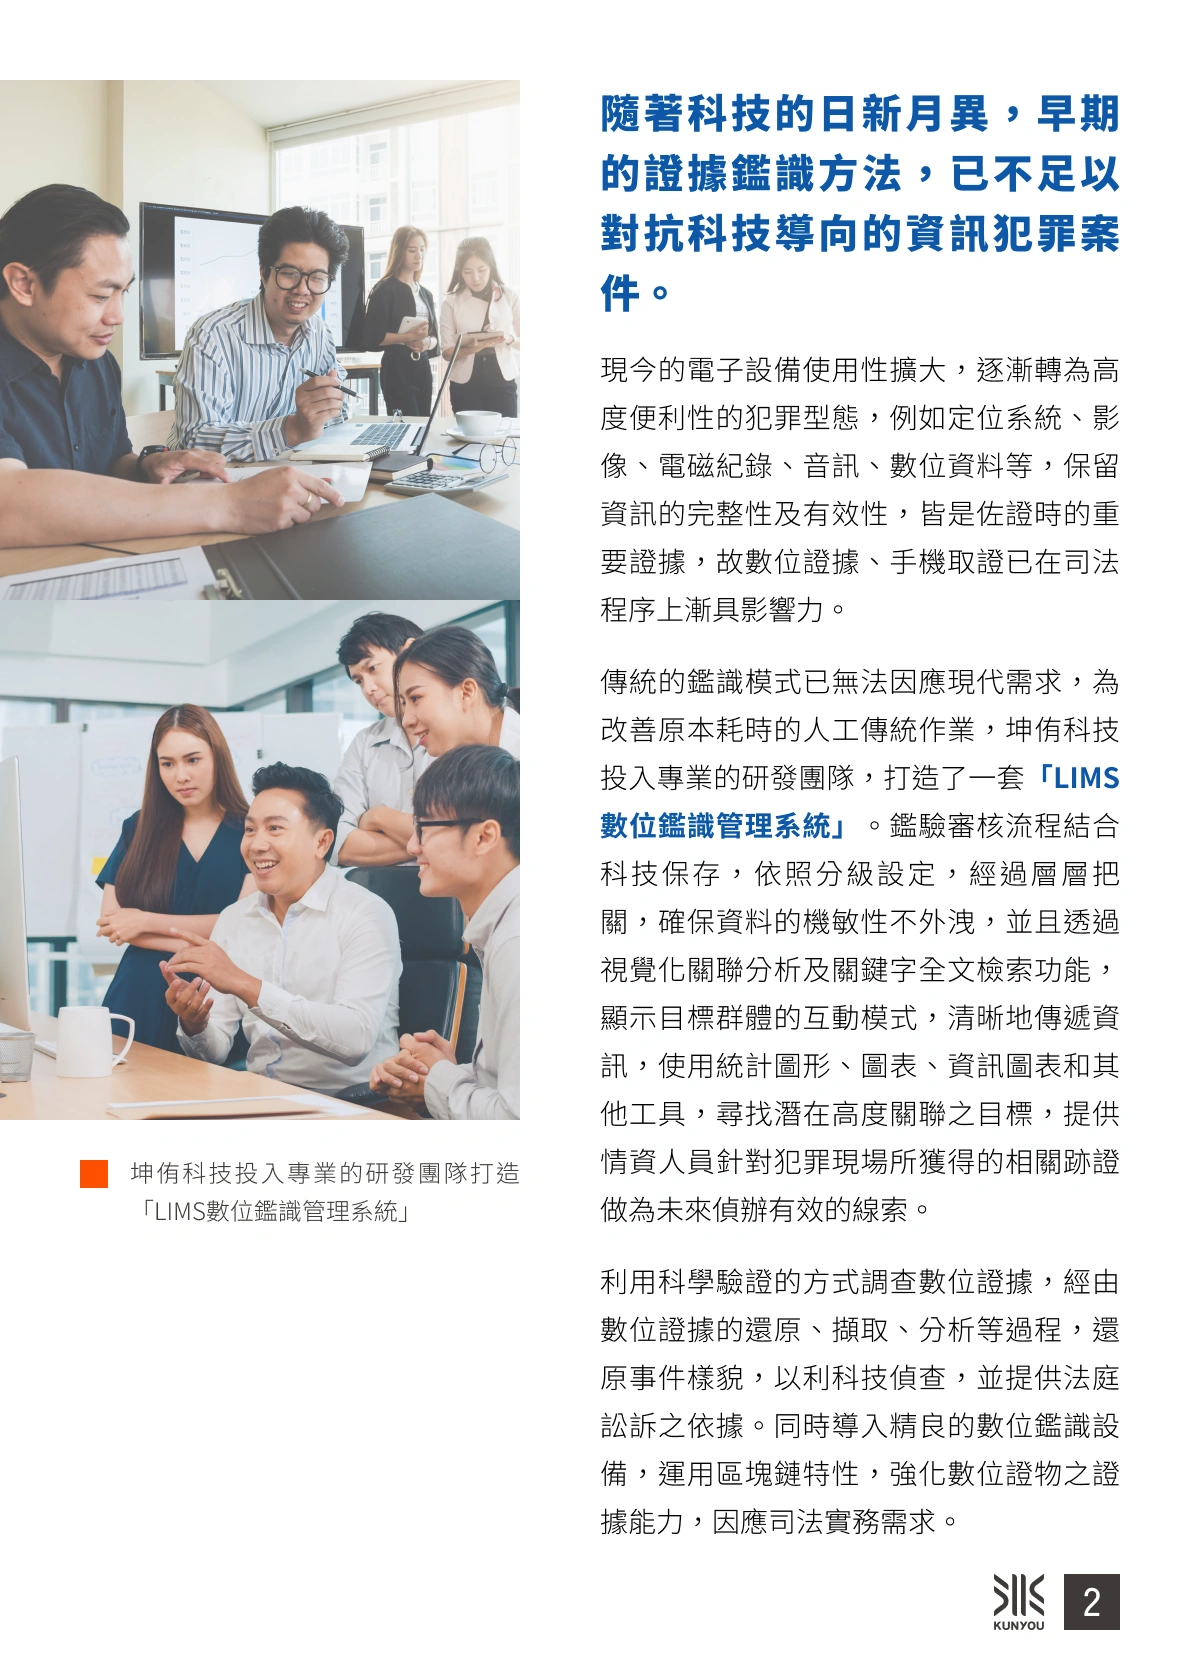 隨著科技的日新月異，早期
的證據鑑識方法，已不足以
對抗科技導向的資訊犯罪案
件。
現今的電子設備使用性擴大，逐漸轉為高
度便利性的犯罪型態，例如定位系統、影
像、電磁紀錄、音訊、數位資料等，保留
資訊的完整性及有效性，皆是佐證時的重
要證據，故數位證據、手機取證已在司法
程序上漸具影響力。
傳統的鑑識模式已無法因應現代需求，為
改善原本耗時的人工傳統作業，坤侑科技
投入專業的研發團隊，打造了一套「LIMS
數位鑑識管理系統」。鑑驗審核流程結合
科技保存，依照分級設定，經過層層把
關，確保資料的機敏性不外洩，並且透過
視覺化關聯分析及關鍵字全文檢索功能，
顯示目標群體的互動模式，清晰地傳遞資
訊，使用統計圖形、圖表、資訊圖表和其
他工具，尋找潛在高度關聯之目標，提供
情資人員針對犯罪現場所獲得的相關跡證
做為未來偵辦有效的線索。
利用科學驗證的方式調查數位證據，經由
數位證據的還原、擷取、分析等過程，還
原事件樣貌，以利科技偵查，並提供法庭
訟訴之依據。同時導入精良的數位鑑識設
備，運用區塊鏈特性，強化數位證物之證
據能力，因應司法實務需求。
坤侑科技投入專業的研發團隊打造
「LIMS數位鑑識管理系統」
KUNYOU
2